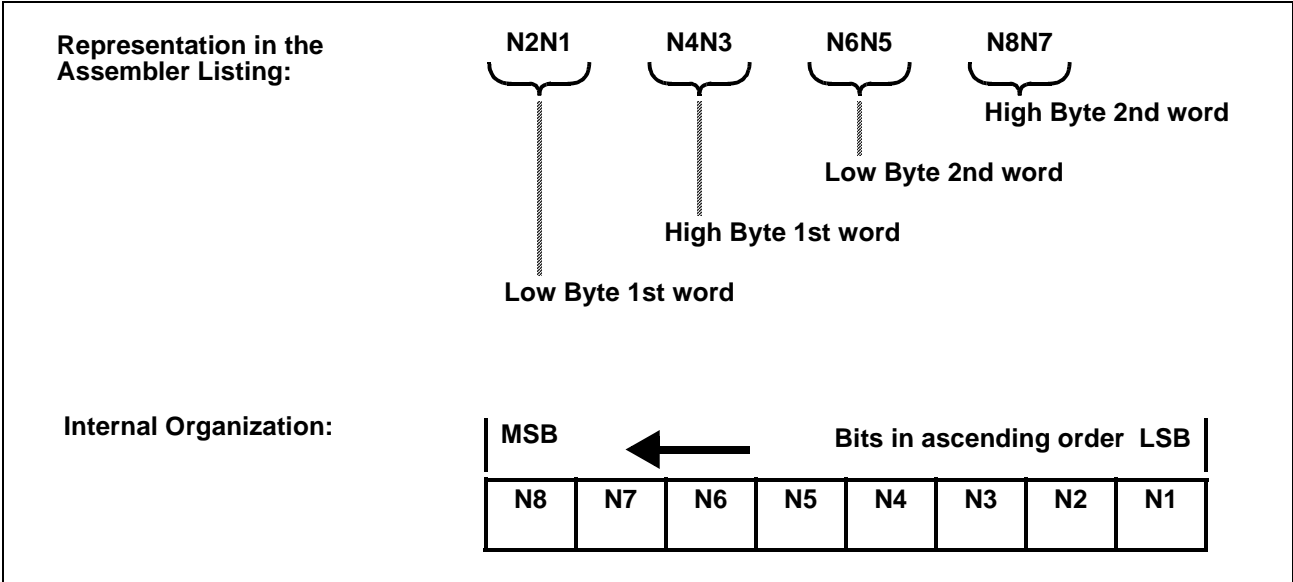 Representation in the
Assembler Listing:
N2N1 N4N3 N6N5 N8N7
High Byte 2nd word
Low Byte 2nd word
High Byte 1st word
Low Byte 1st word
Internal Organization:
MSB Bits in ascending order LSB
N8 N7 N6 N5 N4 N3 N2 N1